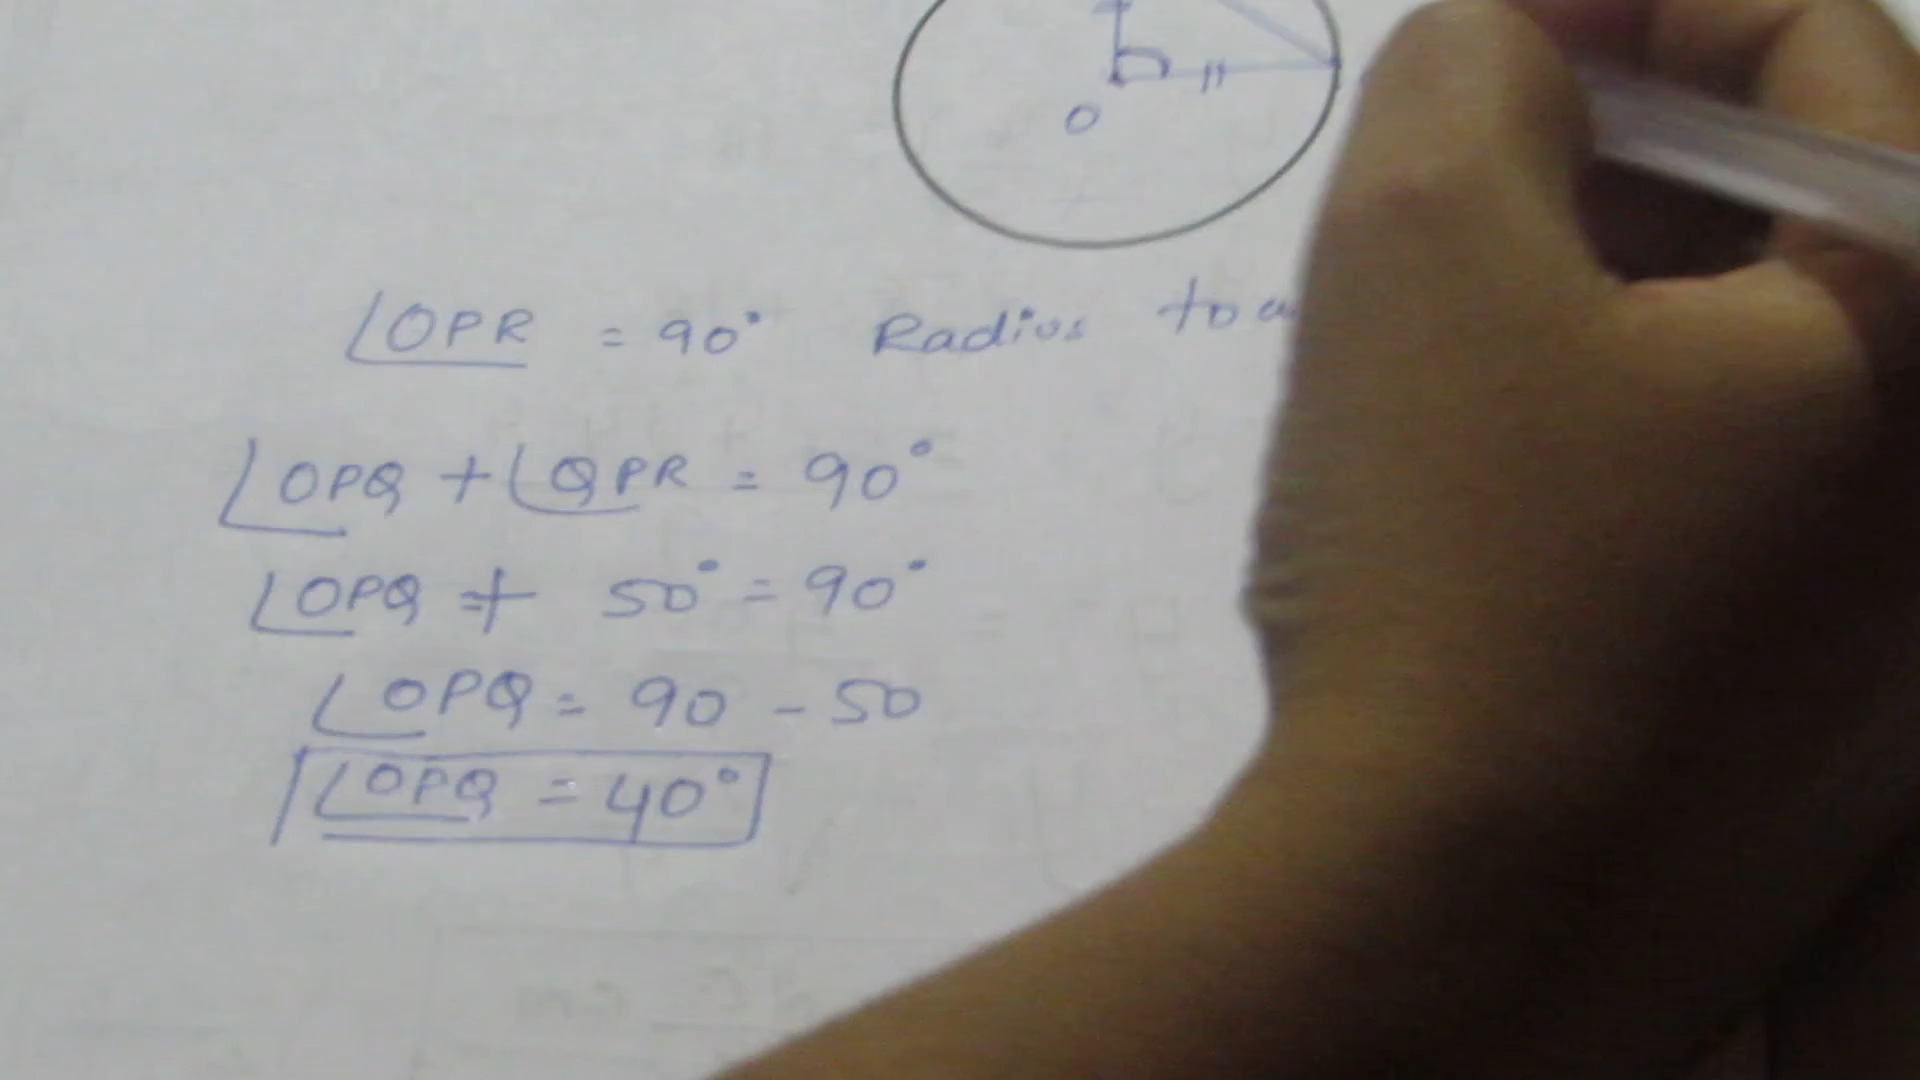 O
∠OPR = 90° Radius to a
∠OPQ + ∠QPR = 90°
∠OPQ + 50° = 90°
∠OPQ = 90 - 50
∠OPQ = 40°